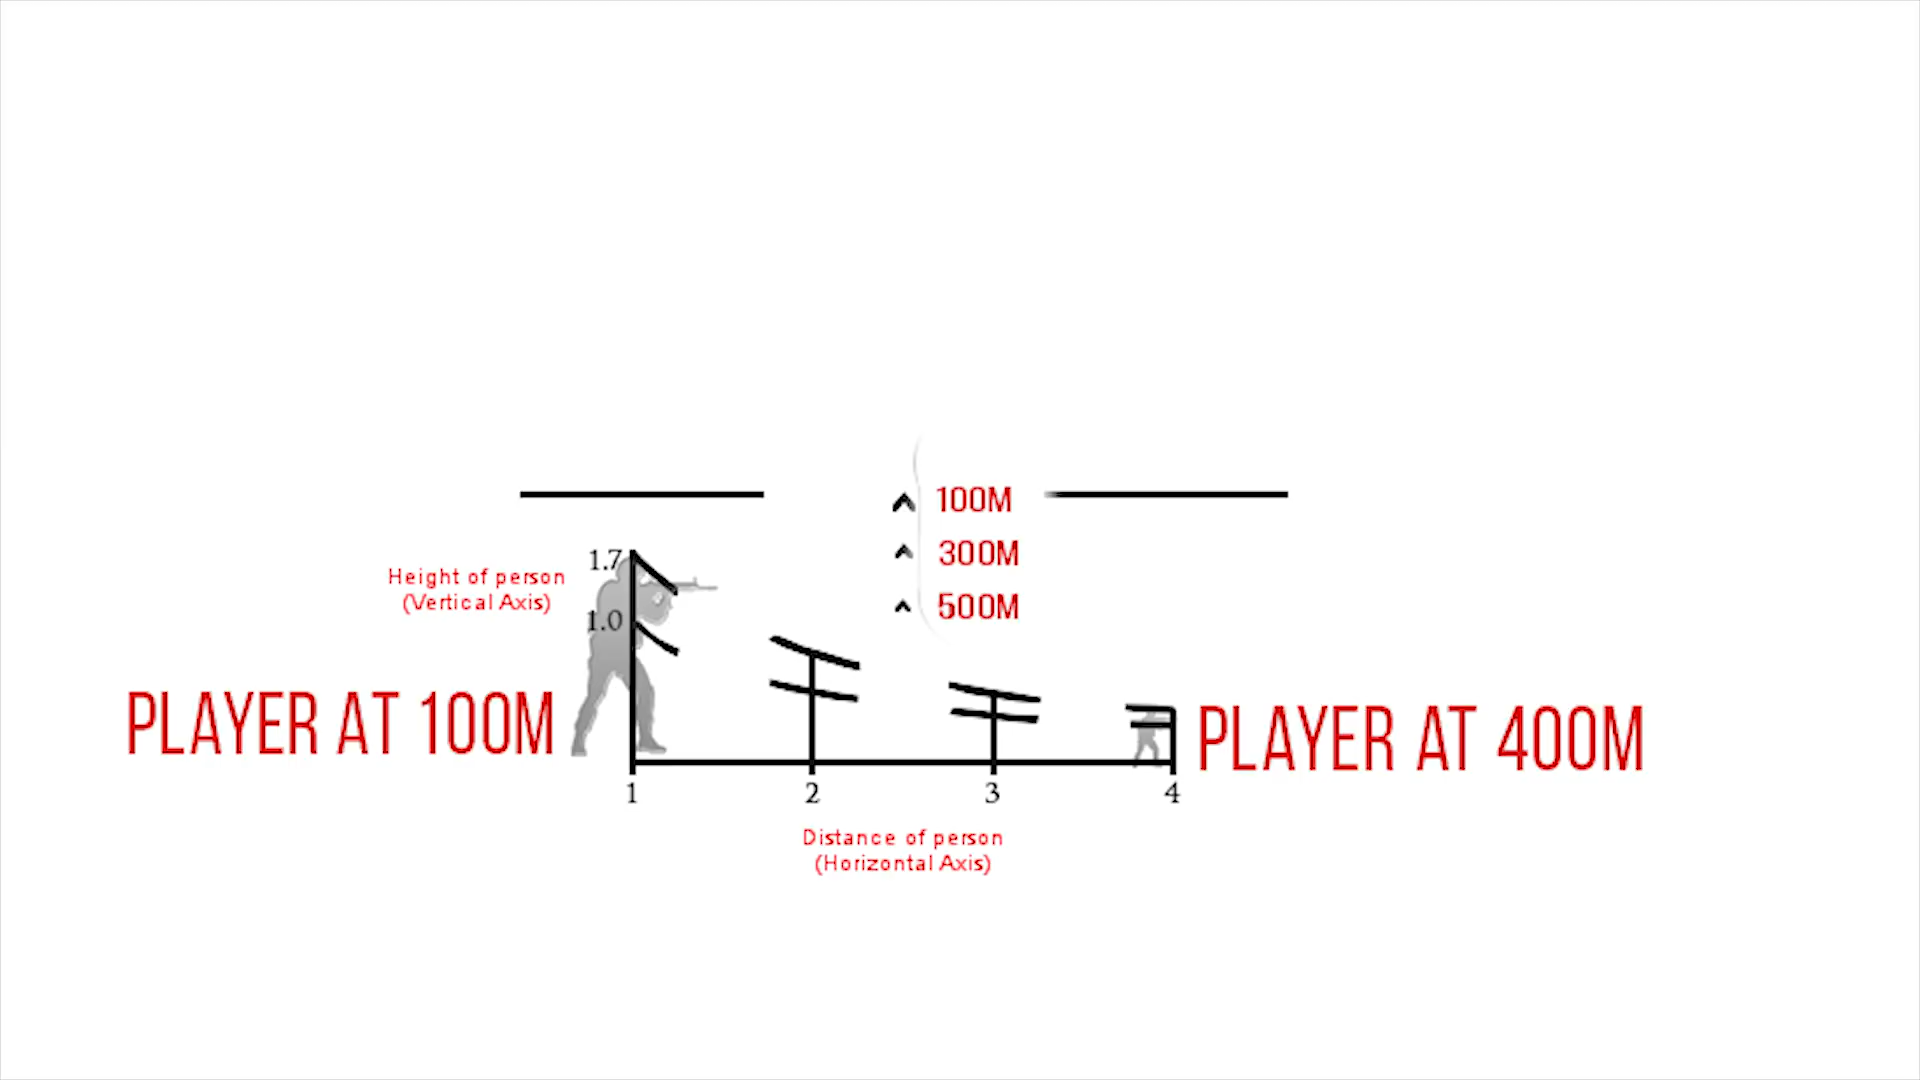 100M
300M
500M
1.7
Height of person
(Vertical Axis)
1.0
PLAYER AT 100M
PLAYER AT 400M
1 2 3 4
Distance of person
(Horizontal Axis)